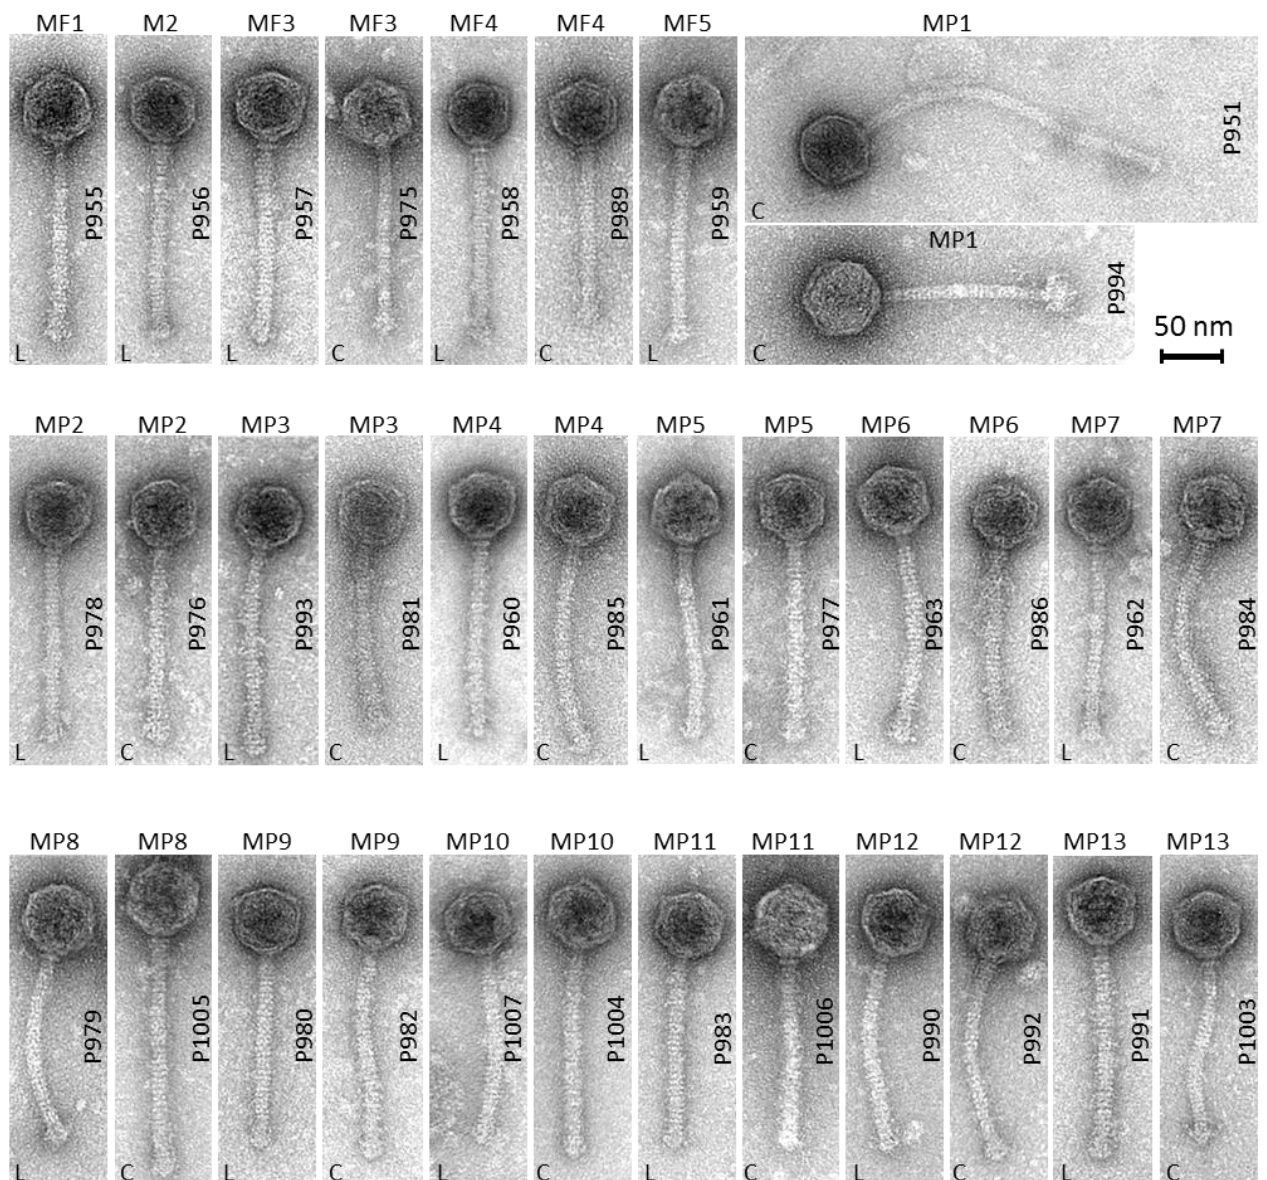 MF1 M2 MF3 MF3 MF4 MF4 MF5 MP1
P955 P956 P957 P975 P958 P989 P959 P951
C
MP1
P994
50 nm
L L L C L C L C
MP2 MP2 MP3 MP3 MP4 MP4 MP5 MP5 MP6 MP6 MP7 MP7
P978 P976 P993 P981 P960 P985 P961 P977 P963 P986 P962 P984
L C L C L C L C L C L C
MP8 MP8 MP9 MP9 MP10 MP10 MP11 MP11 MP12 MP12 MP13 MP13
P979 P1005 P980 P982 P1007 P1004 P983 P1006 P990 P992 P991 P1003
L C L C L C L C L C L C